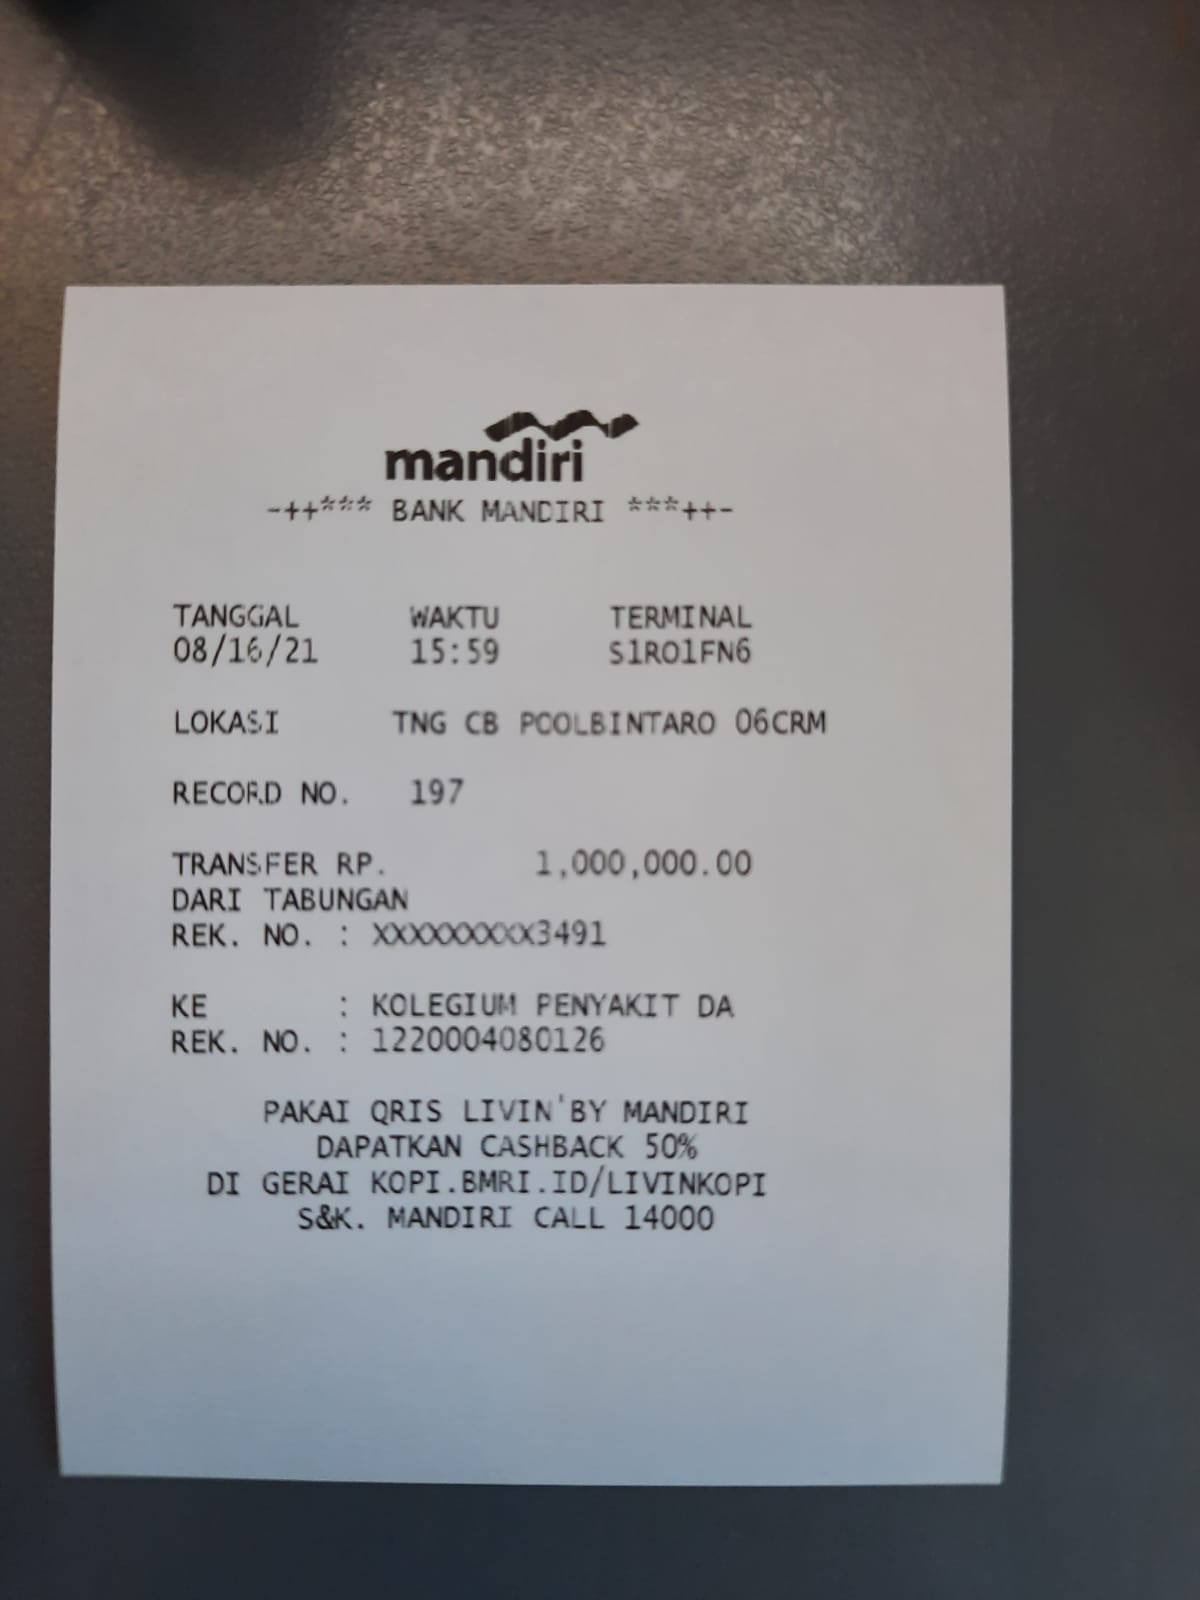 mandiri
-++*** BANK MANDIRI ***++-
TANGGAL WAKTU TERMINAL
08/16/21 15:59 S1RO1FN6
LOKASI TNG CB POOLBINTARO 06CRM
RECORD NO. 197
TRANSFER RP. 1,000,000.00
DARI TABUNGAN
REK. NO. : XXXXXXXXX3491
KE : KOLEGIUM PENYAKIT DA
REK. NO. : 1220004080126
PAKAI QRIS LIVIN'BY MANDIRI
DAPATKAN CASHBACK 50%
DI GERAI KOPI.BMRI.ID/LIVINKOPI
S&K. MANDIRI CALL 14000